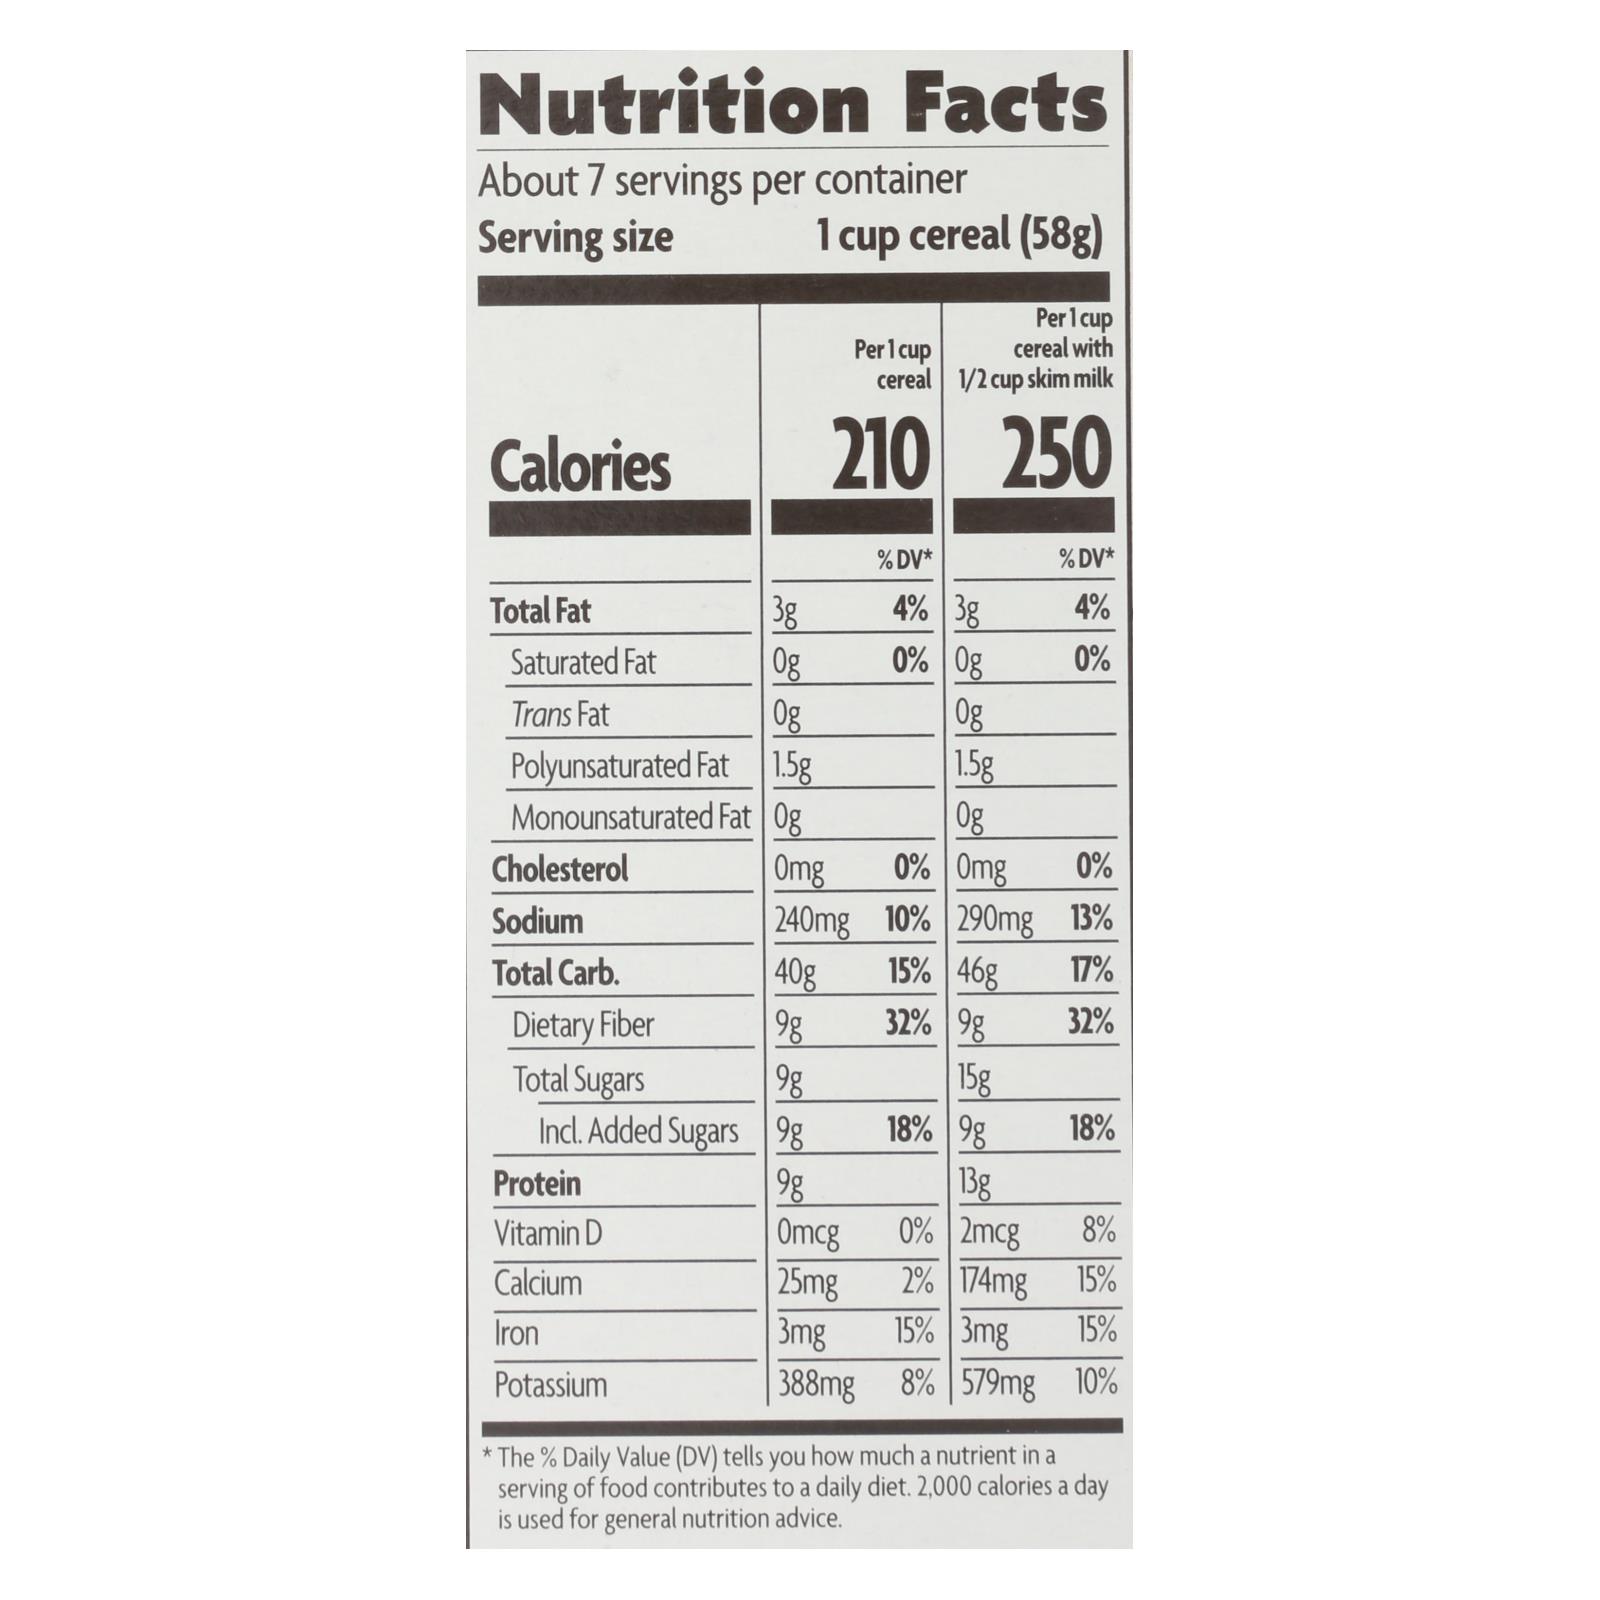 Nutrition Facts
About 7 servings per container
Serving size 1 cup cereal (58g)
Per 1 cup cereal
Per 1 cup cereal with 1/2 cup skim milk
Calories 210 250
% DV* % DV*
Total Fat 3g 4% 3g 4%
Saturated Fat 0g 0% 0g 0%
Trans Fat 0g 0g
Polyunsaturated Fat 1.5g 1.5g
Monounsaturated Fat 0g 0g
Cholesterol 0mg 0% 0mg 0%
Sodium 240mg 10% 290mg 13%
Total Carb. 40g 15% 46g 17%
Dietary Fiber 9g 32% 9g 32%
Total Sugars 9g 15g
Incl. Added Sugars 9g 18% 9g 18%
Protein 9g 13g
Vitamin D 0mcg 0% 2mcg 8%
Calcium 25mg 2% 174mg 15%
Iron 3mg 15% 3mg 15%
Potassium 388mg 8% 579mg 10%
* The % Daily Value (DV) tells you how much a nutrient in a
serving of food contributes to a daily diet. 2,000 calories a day
is used for general nutrition advice.